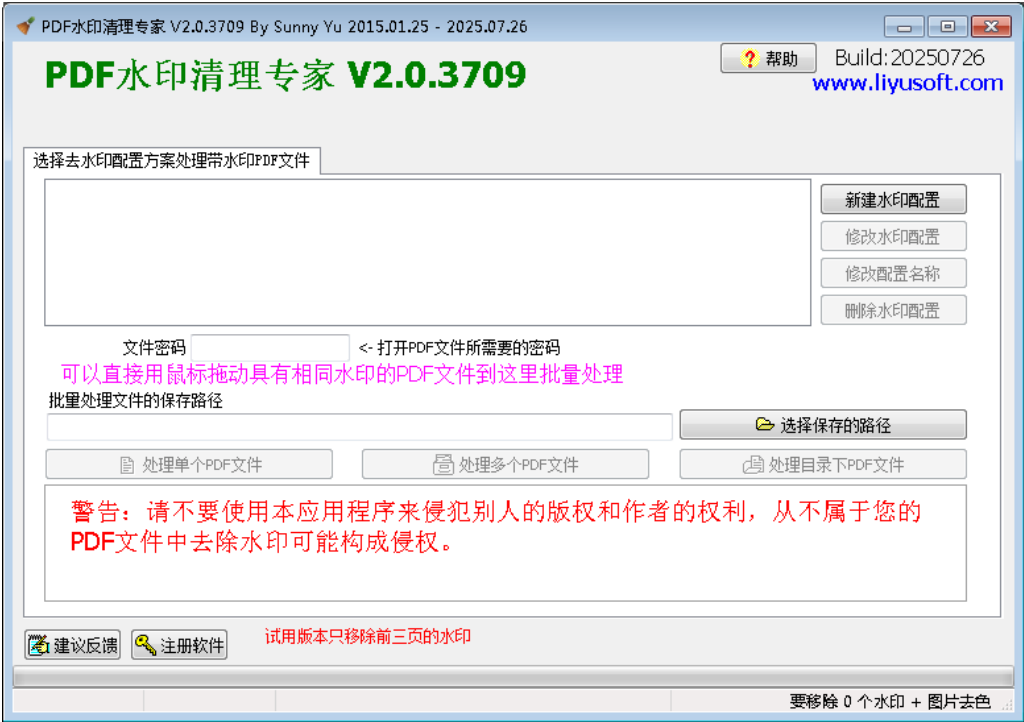 PDF水印清理专家 V2.0.3709 By Sunny Yu 2015.01.25 - 2025.07.26
PDF水印清理专家 V2.0.3709
? 帮助
Build:20250726
www.liyusoft.com
选择去水印配置方案处理带水印PDF文件
新建水印配置
修改水印配置
修改配置名称
删除水印配置
文件密码
<- 打开PDF文件所需要的密码
可以直接用鼠标拖动具有相同水印的PDF文件到这里批量处理
批量处理文件的保存路径
选择保存的路径
处理单个PDF文件
处理多个PDF文件
处理目录下PDF文件
警告：请不要使用本应用程序来侵犯别人的版权和作者的权利，从不属于您的
PDF文件中去除水印可能构成侵权。
建议反馈
注册软件
试用版本只移除前三页的水印
要移除 0 个水印 + 图片去色